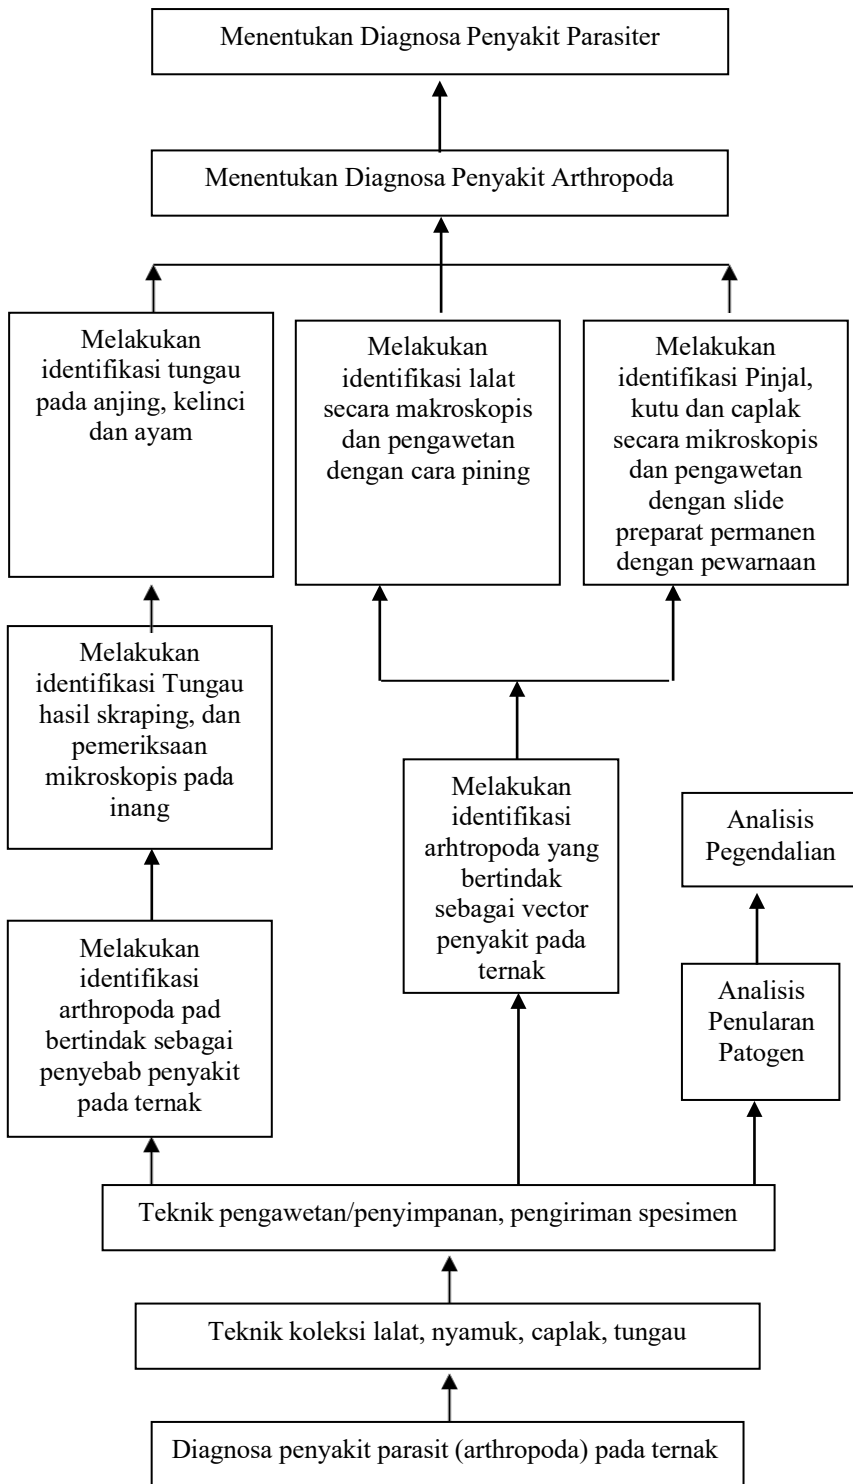 Menentukan Diagnosa Penyakit Parasiter
Menentukan Diagnosa Penyakit Arthropoda
Melakukan
identifikasi tungau
pada anjing, kelinci
dan ayam
Melakukan
identifikasi lalat
secara makroskopis
dan pengawetan
dengan cara pining
Melakukan
identifikasi Pinjal,
kutu dan caplak
secara mikroskopis
dan pengawetan
dengan slide
preparat permanen
dengan pewarnaan
Melakukan
identifikasi Tungau
hasil skraping, dan
pemeriksaan
mikroskopis pada
inang
Melakukan
identifikasi
arhtropoda yang
bertindak
sebagai vector
penyakit pada
ternak
Analisis
Pegendalian
Melakukan
identifikasi
arthropoda pad
bertindak sebagai
penyebab penyakit
pada ternak
Analisis
Penularan
Patogen
Teknik pengawetan/penyimpanan, pengiriman spesimen
Teknik koleksi lalat, nyamuk, caplak, tungau
Diagnosa penyakit parasit (arthropoda) pada ternak